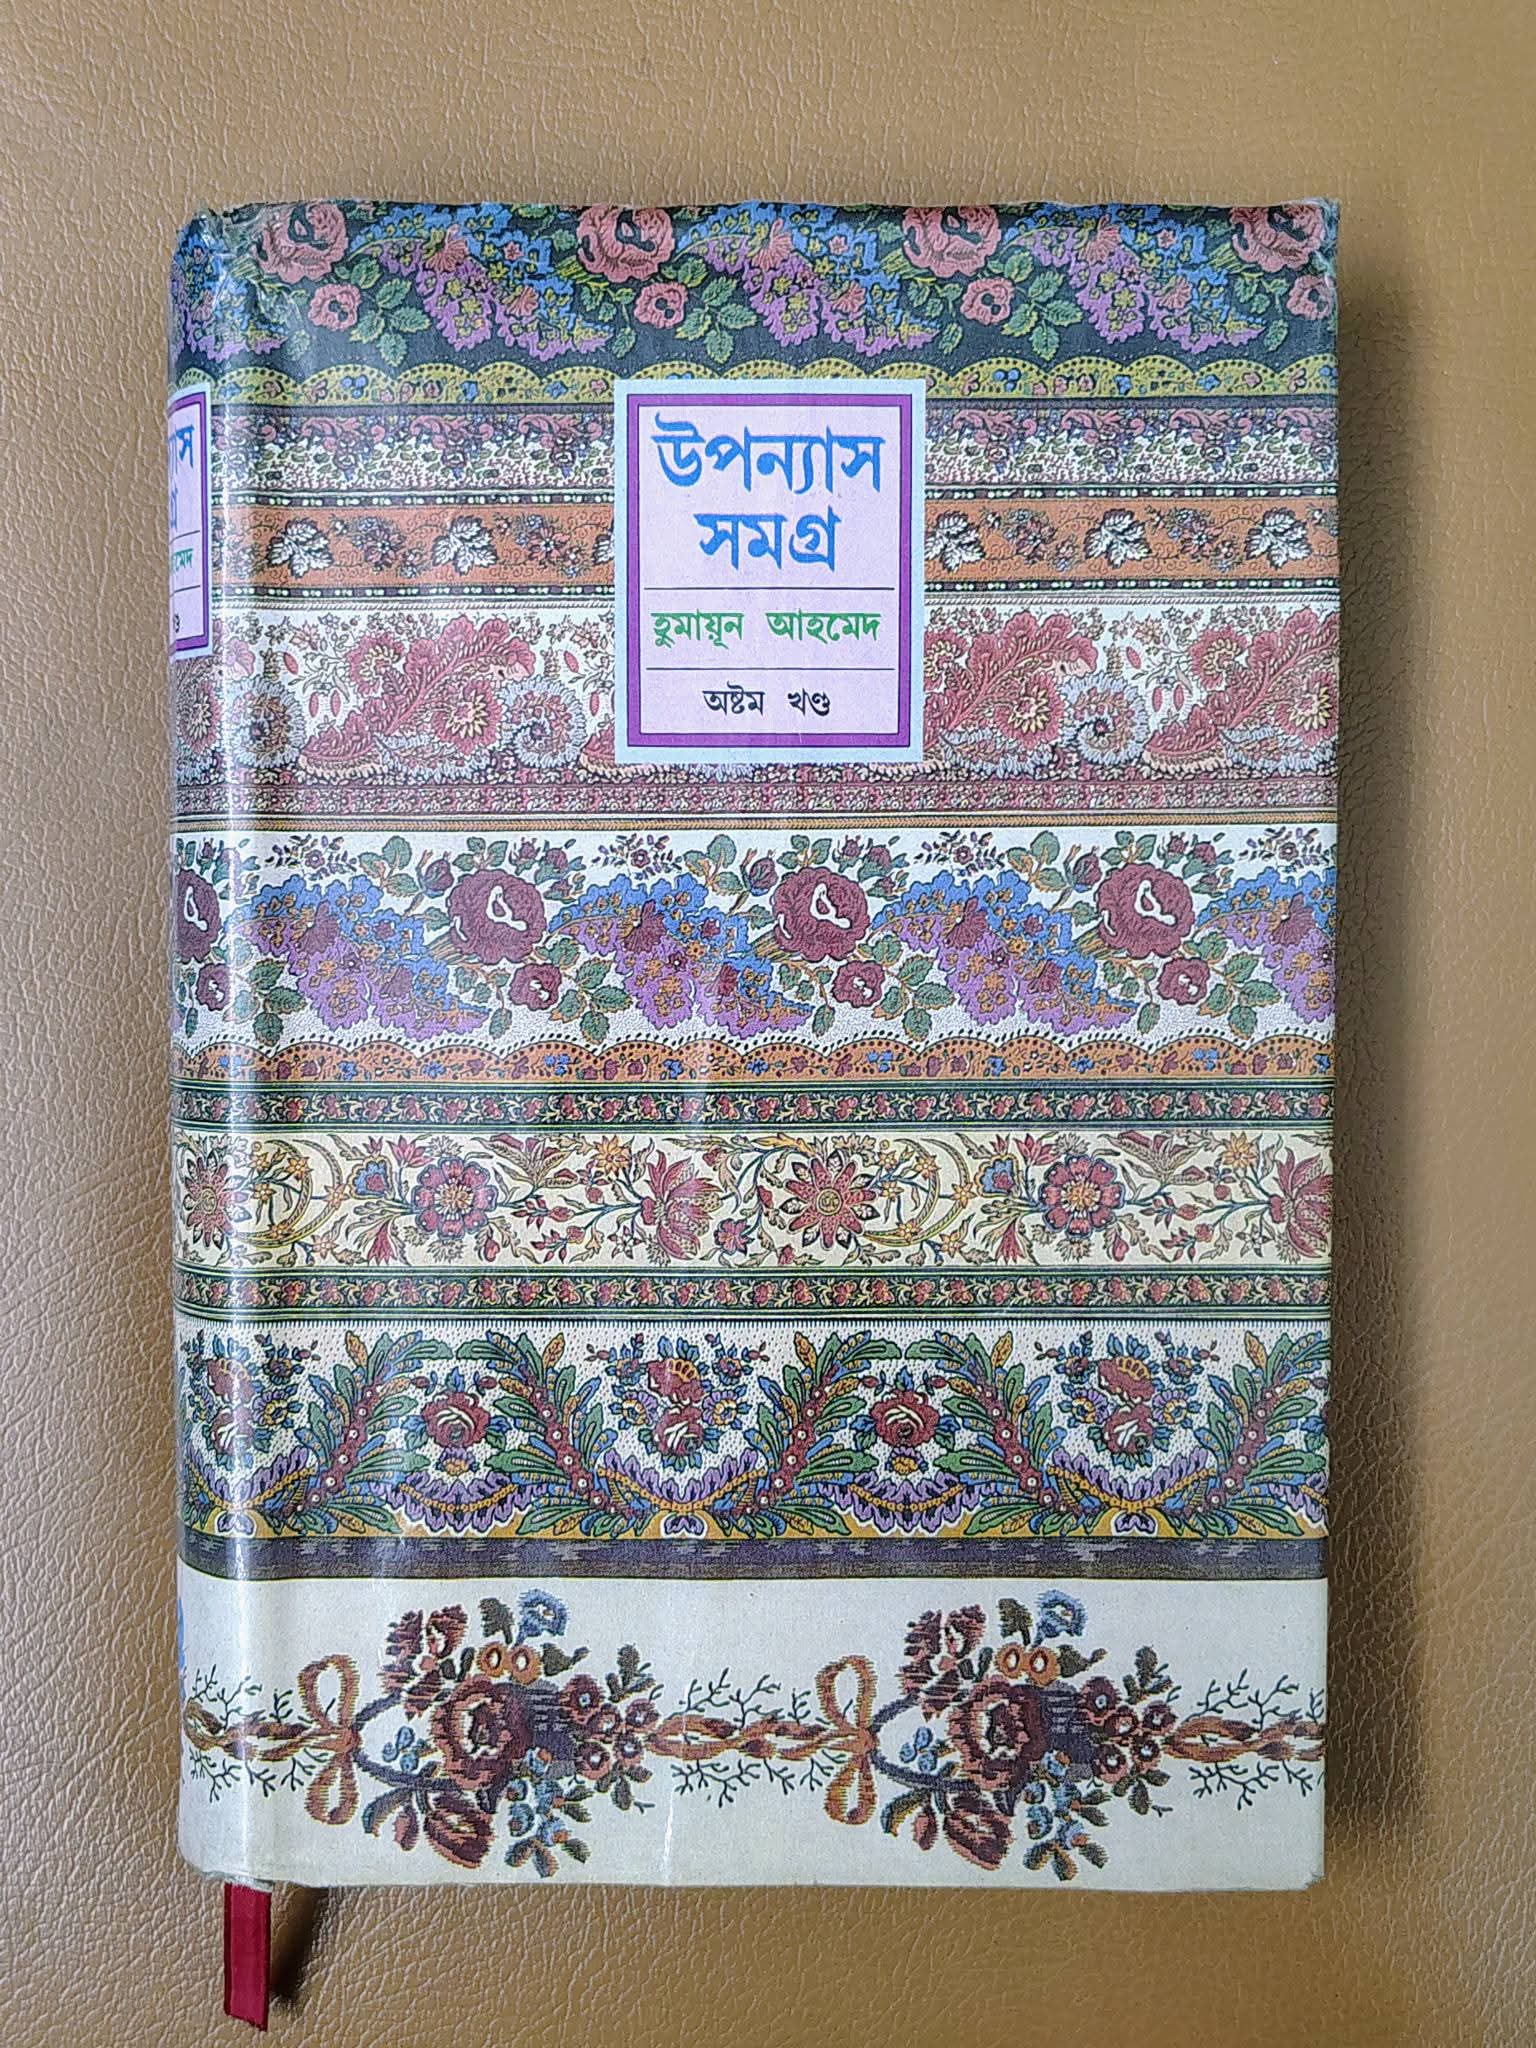 উপন্যাস
সমগ্র
হুমায়ূন আহমেদ
অষ্টম খণ্ড